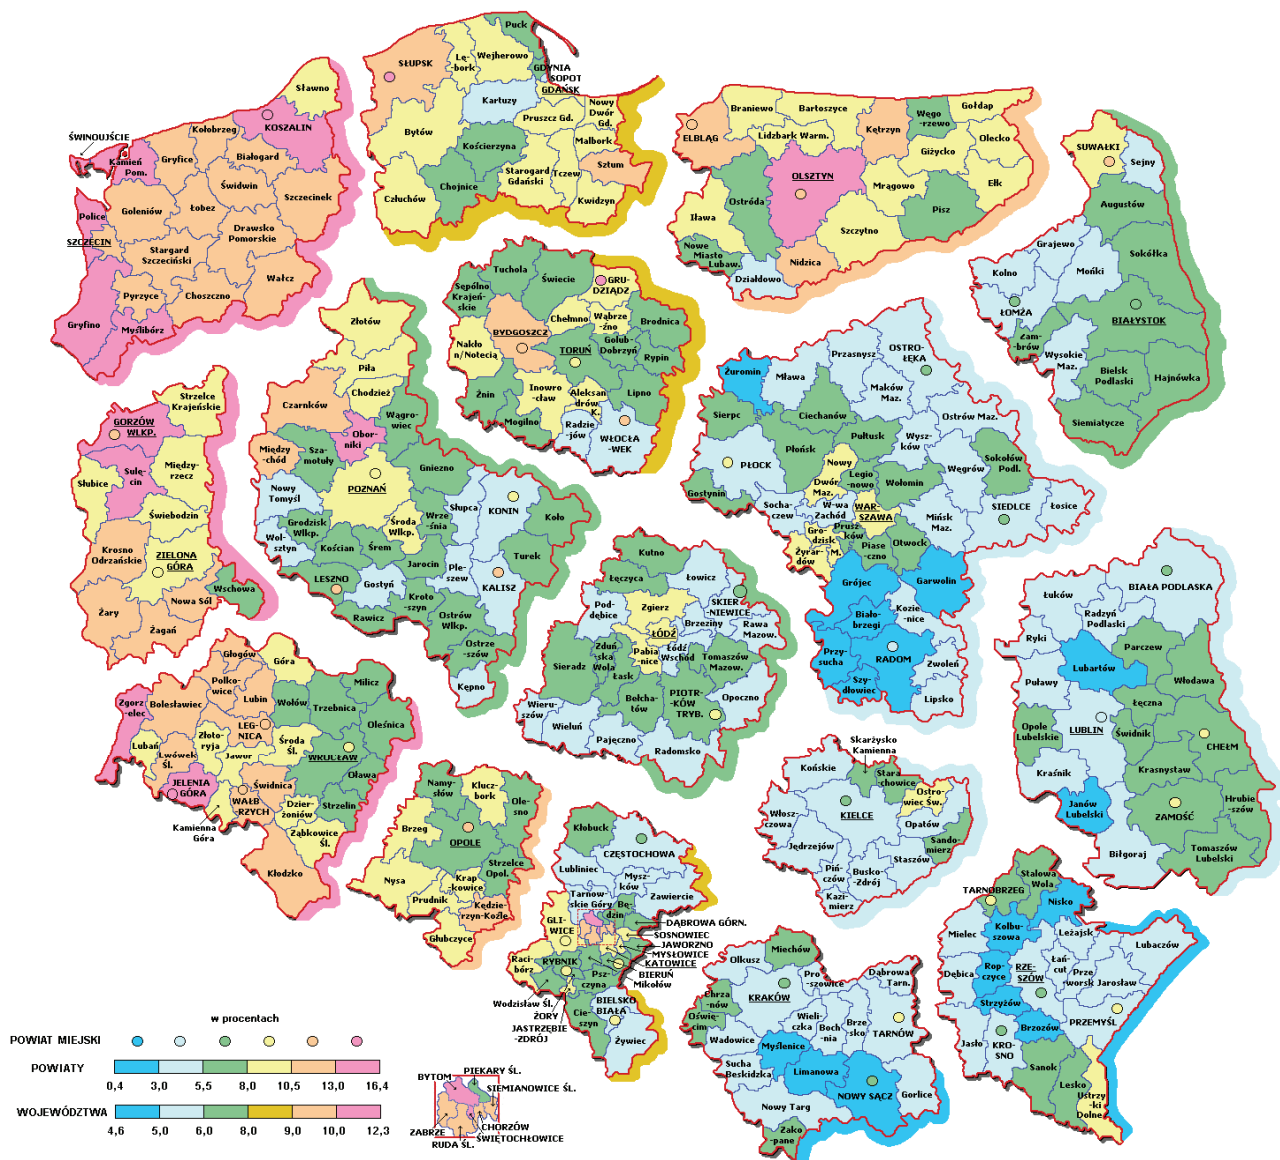 Puck
SŁUPSK
Lę-
bork
Wejherowo
GDYNIA
SOPOT
GDAŃSK
Kartuzy
Bytów
Kościerzyna
Pruszcz Gd.
Nowy
Dwór
Gd.
Malbork
Sztum
Chojnice
Starogard
Gdański
Tczew
Człuchów
Kwidzyn
Sławno
ŚWINOUJŚCIE
Kołobrzeg
KOSZALIN
Kamień
Pom.
Gryfice
Białogard
Świdwin
Szczecinek
Police
Goleniów
Łobez
SZCZECIN
Drawsko
Pomorskie
Stargard
Szczeciński
Wałcz
Pyrzyce
Choszczno
Gryfino
Myślibórz
Braniewo
Bartoszyce
Węgo
-rzewo
Gołdap
ELBLĄG
Lidzbark Warm.
Kętrzyn
Olecko
Giżycko
OLSZTYN
Mrągowo
Ełk
Ostróda
Pisz
Iława
Szczytno
Nowe
Miasto
Lubaw.
Nidzica
Działdowo
SUWAŁKI
Sejny
Augustów
Grajewo
Sokółka
Kolno
Mońki
ŁOMŻA
BIAŁYSTOK
Zam-
brów
Wysokie
Maz.
Bielsk
Podlaski
Hajnówka
Siemiatycze
Tuchola
Świecie
GRU-
DZIĄDZ
Sępólno
Krajeń-
skie
Chełmno
Wąbrze
-źno
Brodnica
BYDGOSZCZ
TORUŃ
Golub-
Dobrzyń
Rypin
Nakło
n/Notecią
Inowro
-cław
Aleksan
-drów
K.
Lipno
Żnin
Mogilno
Radzie
-jów
WŁOCŁA
-WEK
Złotów
Piła
Chodzież
Czarnków
Wągro-
wiec
Obor-
niki
Między
-chód
Sza-
motuły
Gniezno
Nowy
Tomyśl
POZNAŃ
Słupca
KONIN
Grodzisk
Wlkp.
Środa
Wlkp.
Wrze-
śnia
Koło
Wol-
sztyn
Kościan
Śrem
Turek
LESZNO
Gostyń
Jarocin
Ple-
szew
KALISZ
Rawicz
Kroto-
szyn
Ostrów
Wlkp.
Ostrze-
szów
Kępno
Strzelce
Krajeńskie
GORZÓW
WLKP.
Sulę-
cin
Między-
rzecz
Słubice
Świebodzin
Krosno
Odrzańskie
ZIELONA
GÓRA
Wschowa
Nowa Sól
Żary
Żagań
Głogów
Góra
Polko-
wice
Milicz
Zgorz
-elec
Bolesławiec
Lubin
Wołów
Trzebnica
Oleśnica
LEG-
NICA
Złoto-
ryja
Środa
Śl.
Lubań
Lwówek
Śl.
Jawor
WROCŁAW
Oława
JELENIA
GÓRA
Świdnica
WAŁB
-RZYCH
Strzelin
Dzier-
żoniów
Kamienna
Góra
Ząbkowice
Śl.
Kłodzko
Namy-
słów
Klucz-
bork
Ole-
sno
Brzeg
OPOLE
Strzelce
Opol.
Nysa
Krap
-kowice
Prudnik
Kędzie-
rzyn-Koźle
Głubczyce
Kutno
Łęczyca
Łowicz
Zgierz
SKIER
-NIEWICE
Pod-
dębice
ŁÓDŹ
Brzeziny
Rawa
Mazow.
Pabia
-nice
Łódź
Wschód
Zduń
ska
Wola
Tomaszów
Mazow.
Sieradz
Łask
Bełcha-
tów
PIOTR-
KÓW
TRYB.
Opoczno
Wieru-
szów
Wieluń
Pajęczno
Radomsko
Żuromin
Mława
Przasnysz
OSTRO-
ŁĘKA
Maków
Maz.
Ciechanów
Sierpc
Ostrów Maz.
Pułtusk
Wysz-
ków
Płońsk
PŁOCK
Nowy
Dwór
Maz.
Legio
-nowo
Wołomin
Węgrów
Sokołów
Podl.
Gostynin
Socha-
czew
W-wa
Zachód
WAR-
SZAWA
Mińsk
Maz.
SIEDLCE
Łosice
Gro-
dzisk
M.
Prusz
ków
Piase
-czno
Otwock
Żyrar-
dów
Grójec
Garwolin
Biało-
brzegi
Kozie
-nice
Przy-
sucha
RADOM
Zwoleń
Szy-
dłowiec
Lipsko
BIAŁA PODLASKA
Łuków
Radzyń
Podlaski
Ryki
Parczew
Lubartów
Włodawa
Puławy
Łęczna
Opole
Lubelskie
LUBLIN
Świdnik
CHEŁM
Krasnystaw
Kraśnik
Janów
Lubelski
Hrubie
-szów
ZAMOŚĆ
Biłgoraj
Tomaszów
Lubelski
Skarżysko
Kamienna
Końskie
Stara
-chowice
Włosz-
czowa
KIELCE
Ostro-
wiec Św.
Opatów
Jędrzejów
Sando-
mierz
Staszów
Piń-
czów
Busko-
Zdrój
Kazi-
mierz
Kłobuck
CZĘSTOCHOWA
Lubliniec
Mysz-
ków
Zawiercie
Tarnow-
skie Góry
Bę-
dzin
GLI-
WICE
DĄBROWA GÓRN.
SOSNOWIEC
JAWORZNO
MYSŁOWICE
KATOWICE
BIERUŃ
Mikołów
Raci-
bórz
RYBNIK
Psz-
czyna
Wodzisław Śl.
ŻORY
JASTRZĘBIE
-ZDRÓJ
BIELSKO
BIAŁA
Cie-
szyn
Żywiec
Miechów
Olkusz
Pro-
szowice
Dąbrowa
Tarn.
Chrza-
nów
KRAKÓW
Oświę-
cim
Wieli-
czka
Boch
-nia
Brze
sko
TARNÓW
Wadowice
Myślenice
Sucha
Beskidzka
Limanowa
NOWY SĄCZ
Gorlice
Nowy Targ
Zako
-pane
TARNOBRZEG
Stalowa
Wola
Nisko
Mielec
Kolbu-
szowa
Leżajsk
Lubaczów
Dębica
Rop-
czyce
RZE-
SZÓW
Łań-
cut
Prze
worsk
Jarosław
Strzyżów
PRZEMYŚL
Jasło
KRO-
SNO
Brzozów
Sanok
Lesko
Ustrzy
-ki
Dolne
w procentach
POWIAT MIEJSKI
POWIATY
0,4 3,0 5,5 8,0 10,5 13,0 16,4
WOJEWÓDZTWA
4,6 5,0 6,0 8,0 9,0 10,0 12,3
PIEKARY ŚL.
BYTOM
SIEMIANOWICE ŚL.
CHORZÓW
ZABRZE
ŚWIĘTOCHŁOWICE
RUDA ŚL.